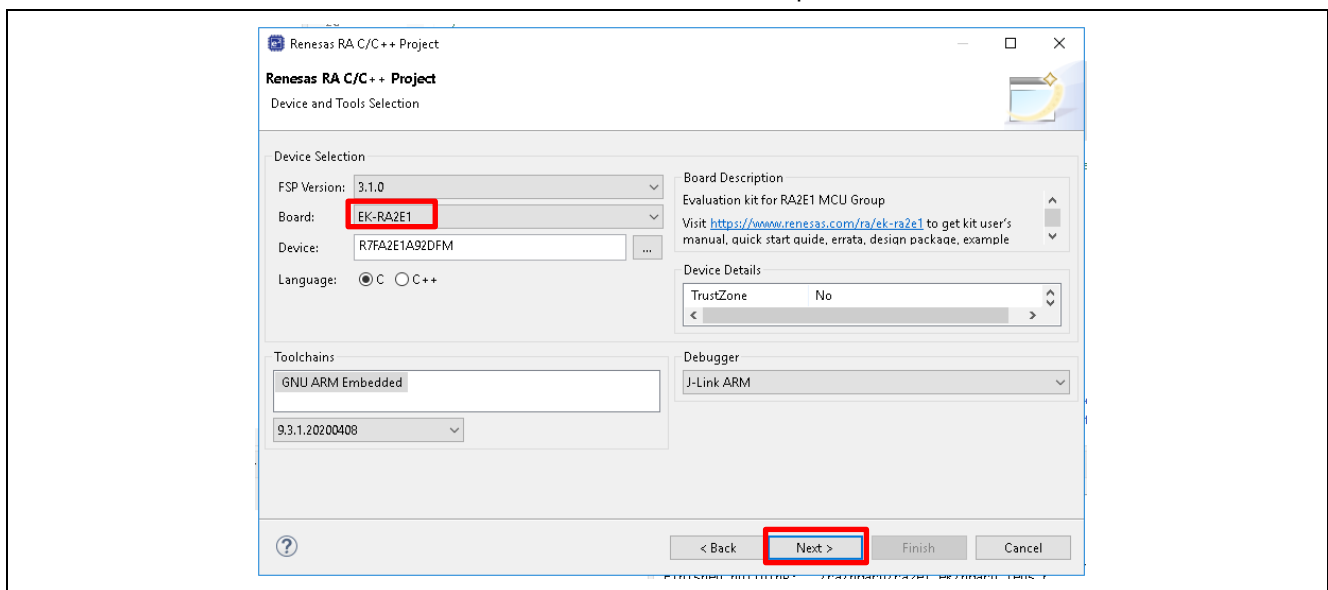 Renesas RA C/C++ Project
Renesas RA C/C++ Project
Device and Tools Selection
Device Selection
FSP Version: 3.1.0
Board: EK-RA2E1
Device: R7FA2E1A92DFM ...
Language: C C++
Board Description
Evaluation kit for RA2E1 MCU Group
Visit https://www.renesas.com/ra/ek-ra2e1 to get kit user's
manual, quick start guide, errata, design package, example
Device Details
TrustZone No
Toolchains
GNU ARM Embedded
9.3.1.20200408
Debugger
J-Link ARM
? < Back Next > Finish Cancel